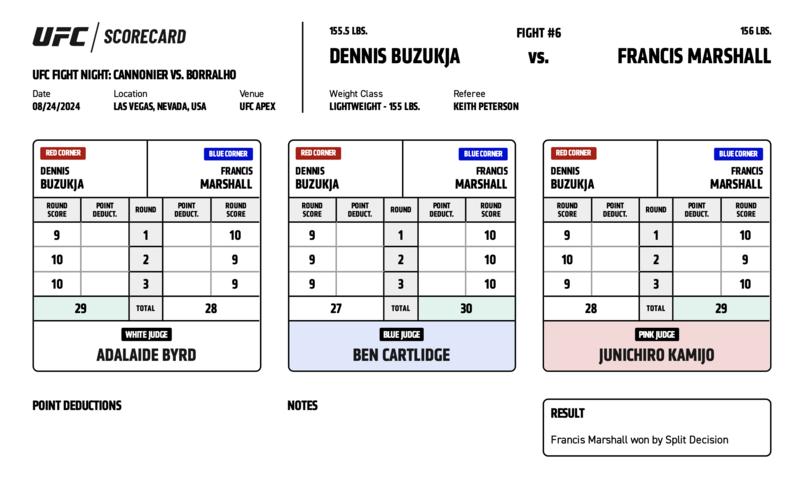 UFC / SCORECARD
UFC FIGHT NIGHT: CANNONIER VS. BORRALHO
Date Location Venue
08/24/2024 LAS VEGAS, NEVADA, USA UFC APEX
155.5 LBS. FIGHT #6 156 LBS.
DENNIS BUZUKJA vs. FRANCIS MARSHALL
Weight Class Referee
LIGHTWEIGHT - 155 LBS. KEITH PETERSON
RED CORNER BLUE CORNER
DENNIS FRANCIS
BUZUKJA MARSHALL
ROUND POINT ROUND POINT ROUND
SCORE DEDUCT. DEDUCT. SCORE
9 1 10
10 2 9
10 3 9
29 TOTAL 28
WHITE JUDGE
ADALAIDE BYRD
RED CORNER BLUE CORNER
DENNIS FRANCIS
BUZUKJA MARSHALL
ROUND POINT ROUND POINT ROUND
SCORE DEDUCT. DEDUCT. SCORE
9 1 10
9 2 10
9 3 10
27 TOTAL 30
BLUE JUDGE
BEN CARTLIDGE
RED CORNER BLUE CORNER
DENNIS FRANCIS
BUZUKJA MARSHALL
ROUND POINT ROUND POINT ROUND
SCORE DEDUCT. DEDUCT. SCORE
9 1 10
10 2 9
9 3 10
28 TOTAL 29
PINK JUDGE
JUNICHIRO KAMIJO
POINT DEDUCTIONS
NOTES
RESULT
Francis Marshall won by Split Decision